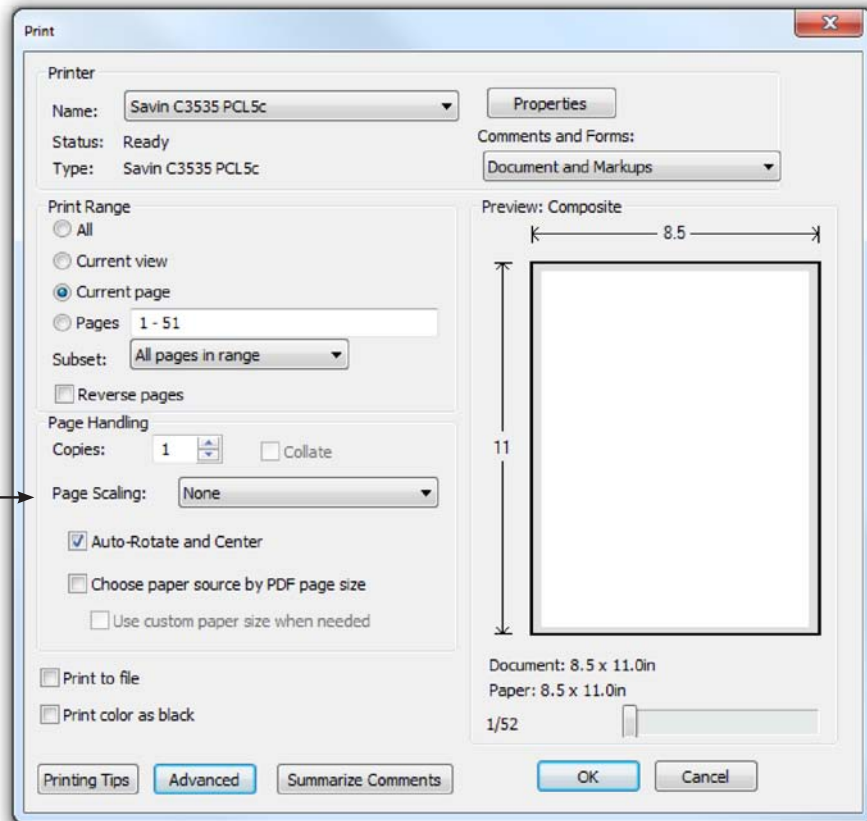 Print
Printer
Name: Savin C3535 PCL5c
Properties
Status: Ready
Comments and Forms:
Type: Savin C3535 PCL5c
Document and Markups
Print Range
All
Current view
Current page
Pages 1 - 51
Subset: All pages in range
Reverse pages
Page Handling
Copies: 1 Collate
Page Scaling: None
Auto-Rotate and Center
Choose paper source by PDF page size
Use custom paper size when needed
Print to file
Print color as black
Preview: Composite
8.5
11
Document: 8.5 x 11.0in
Paper: 8.5 x 11.0in
1/52
Printing Tips Advanced Summarize Comments OK Cancel